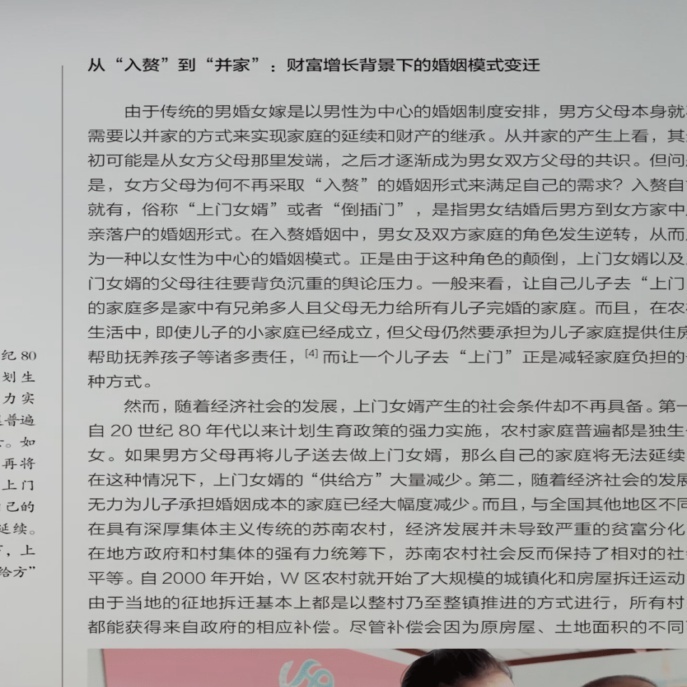 从“入赘”到“并家”：财富增长背景下的婚姻模式变迁
由于传统的男婚女嫁是以男性为中心的婚姻制度安排，男方父母本身就
需要以并家的方式来实现家庭的延续和财产的继承。从并家的产生上看，其
初可能是从女方父母那里发端，之后才逐渐成为男女双方父母的共识。但问
是，女方父母为何不再采取“入赘”的婚姻形式来满足自己的需求？入赘自
就有，俗称“上门女婿”或者“倒插门”，是指男女结婚后男方到女方家中
亲落户的婚姻形式。在入赘婚姻中，男女及双方家庭的角色发生逆转，从而
为一种以女性为中心的婚姻模式。正是由于这种角色的颠倒，上门女婿以及
门女婿的父母往往要背负沉重的舆论压力。一般来看，让自己儿子去“上门
的家庭多是家中有兄弟多人且父母无力给所有儿子完婚的家庭。而且，在农
生活中，即使儿子的小家庭已经成立，但父母仍然要承担为儿子家庭提供住房
帮助抚养孩子等诸多责任，[4]而让一个儿子去“上门”正是减轻家庭负担的
种方式。
然而，随着经济社会的发展，上门女婿产生的社会条件却不再具备。第一
自20世纪80年代以来计划生育政策的强力实施，农村家庭普遍都是独生
女。如果男方父母再将儿子送去做上门女婿，那么自己的家庭将无法延续
在这种情况下，上门女婿的“供给方”大量减少。第二，随着经济社会的发展
无力为儿子承担婚姻成本的家庭已经大幅度减少。而且，与全国其他地区不同
在具有深厚集体主义传统的苏南农村，经济发展并未导致严重的贫富分化
在地方政府和村集体的强有力统筹下，苏南农村社会反而保持了相对的社
平等。自2000年开始，W区农村就开始了大规模的城镇化和房屋拆迁运动
由于当地的征地拆迁基本上都是以整村乃至整镇推进的方式进行，所有村
都能获得来自政府的相应补偿。尽管补偿会因为原房屋、土地面积的不同
纪80
划生
力实
普遍
。如
再将
上门
己的
延续。
，上
给方”